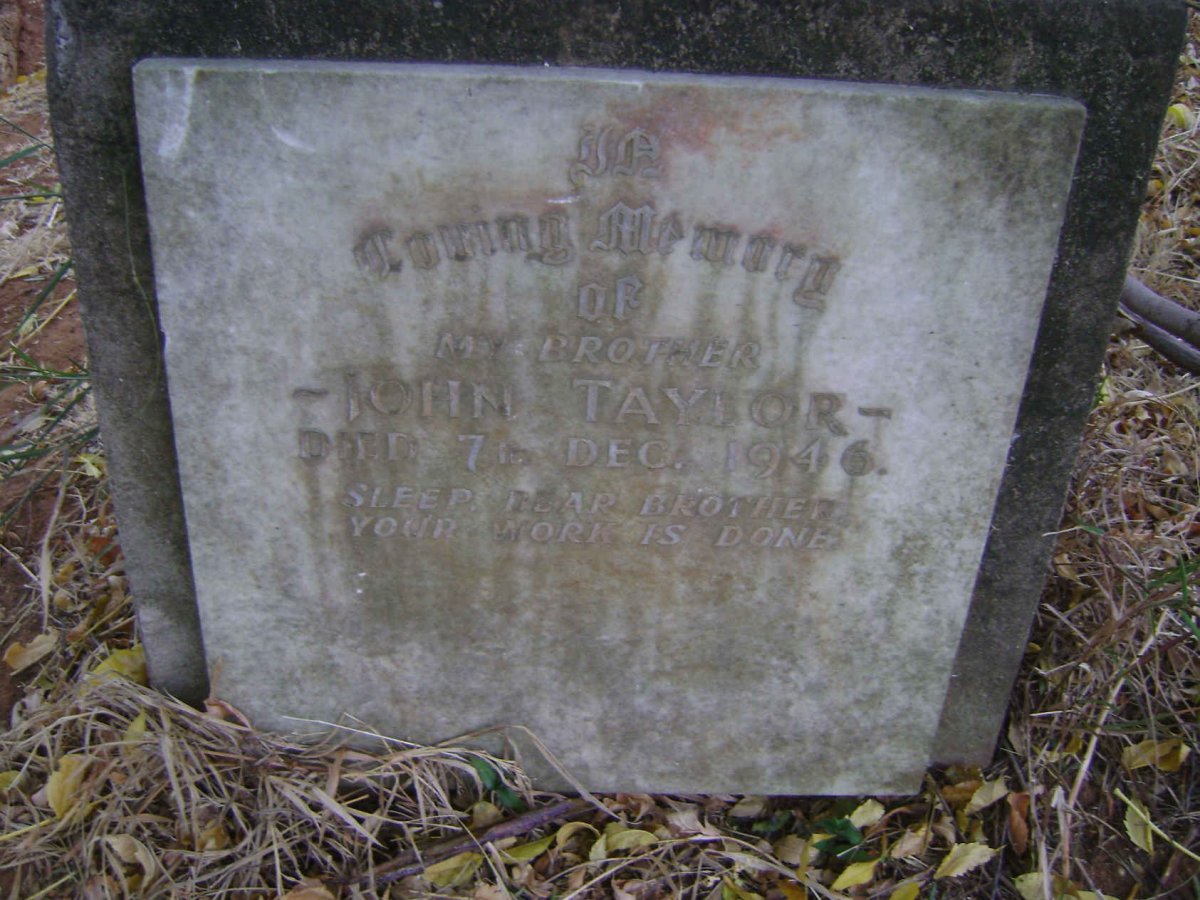 In
Loving Memory
of
MY BROTHER
~ JOHN TAYLOR ~
DIED 7TH DEC. 1946.
SLEEP DEAR BROTHER,
YOUR WORK IS DONE.